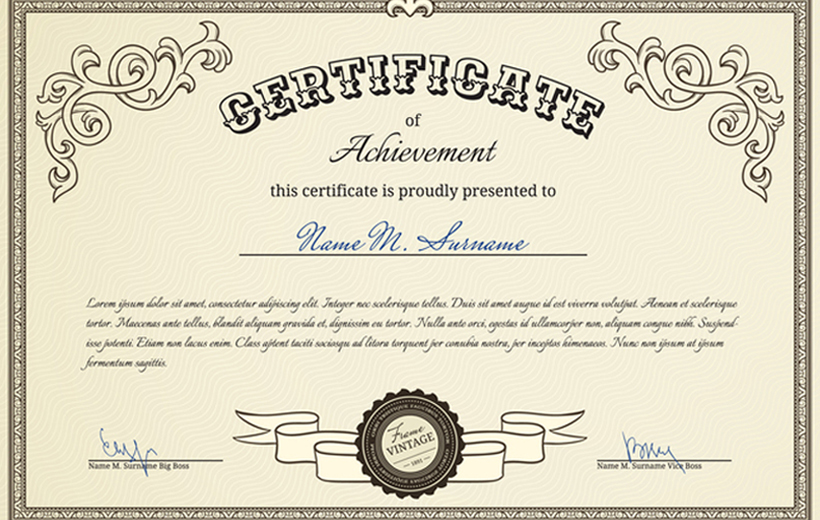 CERTIFICATE
of
Achievement
this certificate is proudly presented to
Name M. Surname
Lorem ipsum dolor sit amet, consectetur adipiscing elit. Integer nec scelerisque tellus. Duis sit amet augue id est viverra volutpat. Aenean et scelerisque
tortor. Maecenas ante tellus, blandit aliquam gravida et, dignissim eu tortor. Nulla ante orci, egestas id ullamcorper non, aliquam congue nibh. Suspend-
isse potenti. Etiam non lacus enim. Class aptent taciti sociosqu ad litora torquent per conubia nostra, per inceptos himenaeos. Nunc non ipsum at ipsum
fermentum sagittis.
Frame
VINTAGE
1895
Name M. Surname Big Boss
Name M. Surname Vice Boss